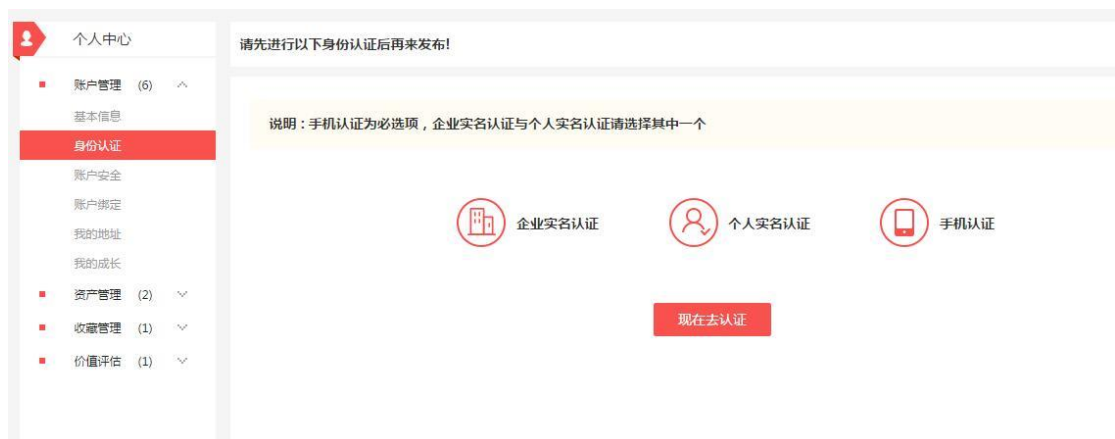 个人中心
请先进行以下身份认证后再来发布!
账户管理 (6)
基本信息
身份认证
账户安全
账户绑定
我的地址
我的成长
资产管理 (2)
收藏管理 (1)
价值评估 (1)
说明：手机认证为必选项，企业实名认证与个人实名认证请选择其中一个
企业实名认证
个人实名认证
手机认证
现在去认证